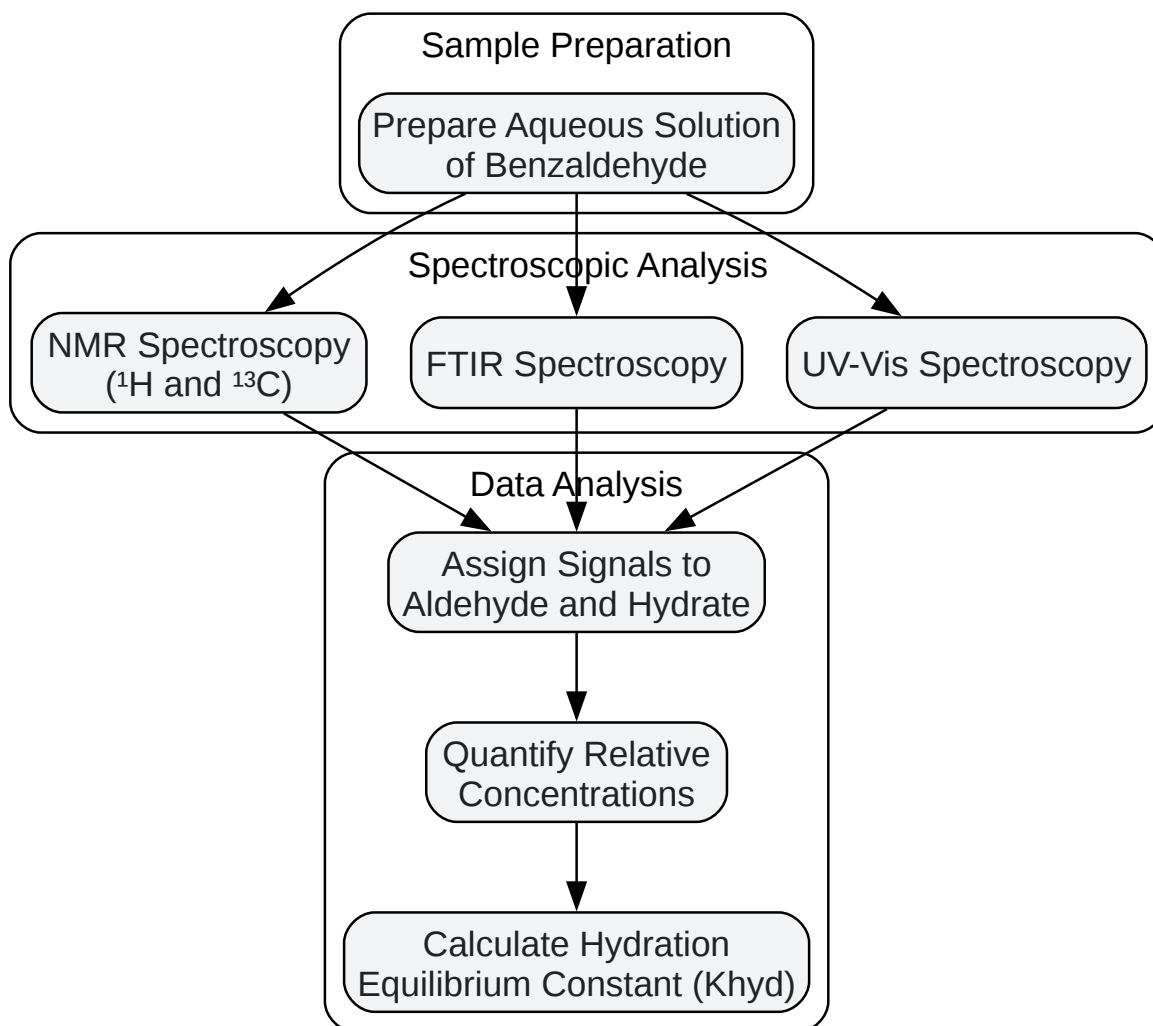 Sample Preparation
Prepare Aqueous Solution
of Benzaldehyde
Spectroscopic Analysis
NMR Spectroscopy
(¹H and ¹³C)
FTIR Spectroscopy
UV-Vis Spectroscopy
Data Analysis
Assign Signals to
Aldehyde and Hydrate
Quantify Relative
Concentrations
Calculate Hydration
Equilibrium Constant (Khyd)